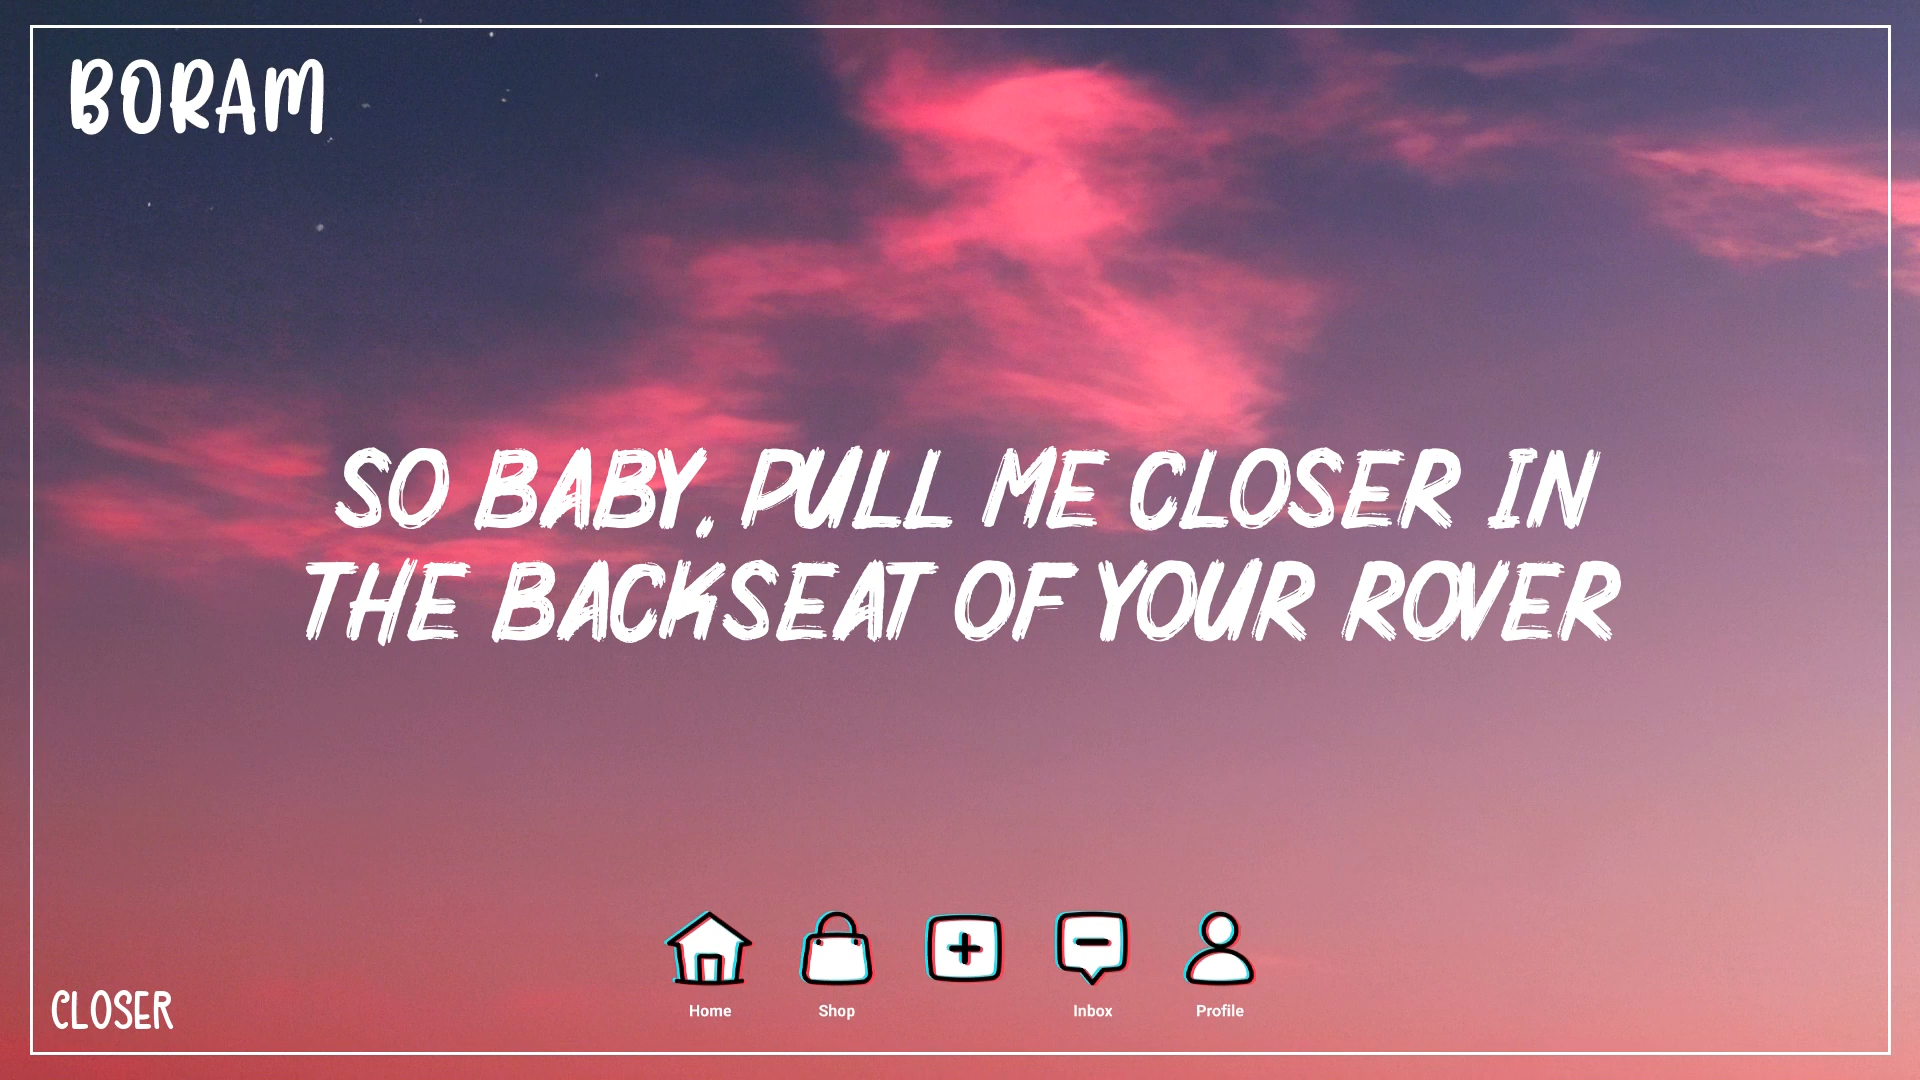 BORAM
SO BABY, PULL ME CLOSER IN
THE BACKSEAT OF YOUR ROVER
Home
Shop
Inbox
Profile
CLOSER